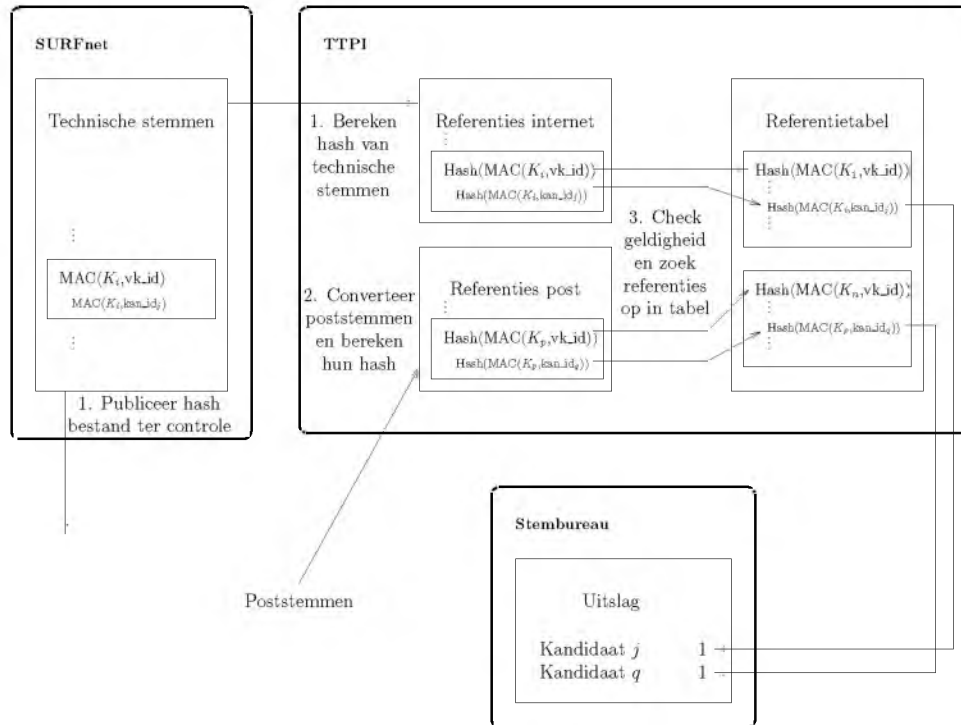 SURFnet
Technische stemmen
⋮
MAC(K_i,vk_id)
MAC(K_i,kan_id_j)
⋮
1. Publiceer hash
bestand ter controle
TTPI
1. Bereken
hash van
technische
stemmen
Referenties internet
⋮
Hash(MAC(K_i,vk_id))
Hash(MAC(K_i,kan_id_j))
2. Converteer
poststemmen
en bereken
hun hash
Referenties post
⋮
Hash(MAC(K_p,vk_id))
Hash(MAC(K_p,kan_id_q))
3. Check
geldigheid
en zoek
referenties
op in tabel
Referentietabel
Hash(MAC(K_1,vk_id))
⋮
Hash(MAC(K_i,kan_id_j))
⋮
Hash(MAC(K_n,vk_id))
⋮
Hash(MAC(K_p,kan_id_q))
⋮
Poststemmen
Stembureau
Uitslag
Kandidaat j 1
Kandidaat q 1